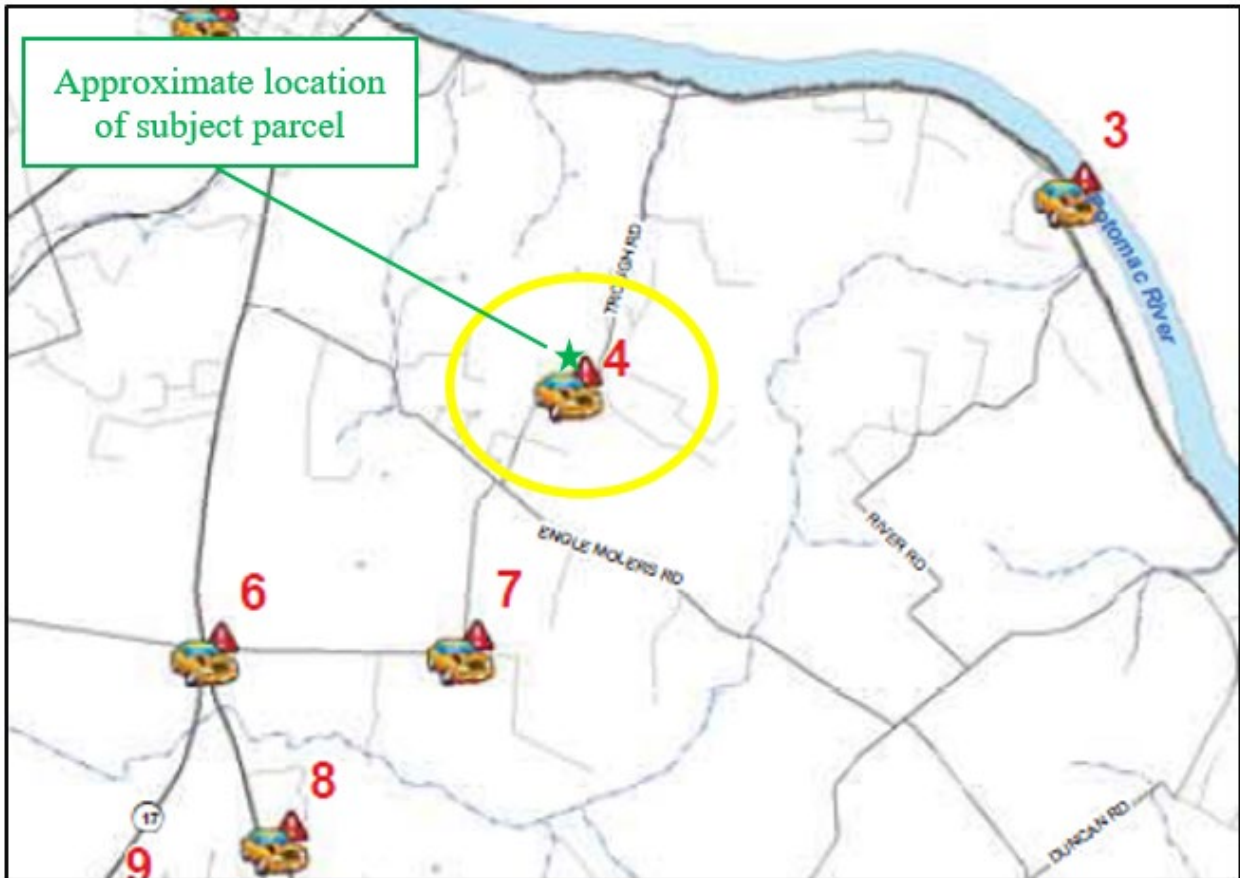 Approximate location
of subject parcel
3
Potomac River
TROUGH RD
4
ENGLE MOLERS RD
RIVER RD
6
7
8
17
9
DUNCAN RD